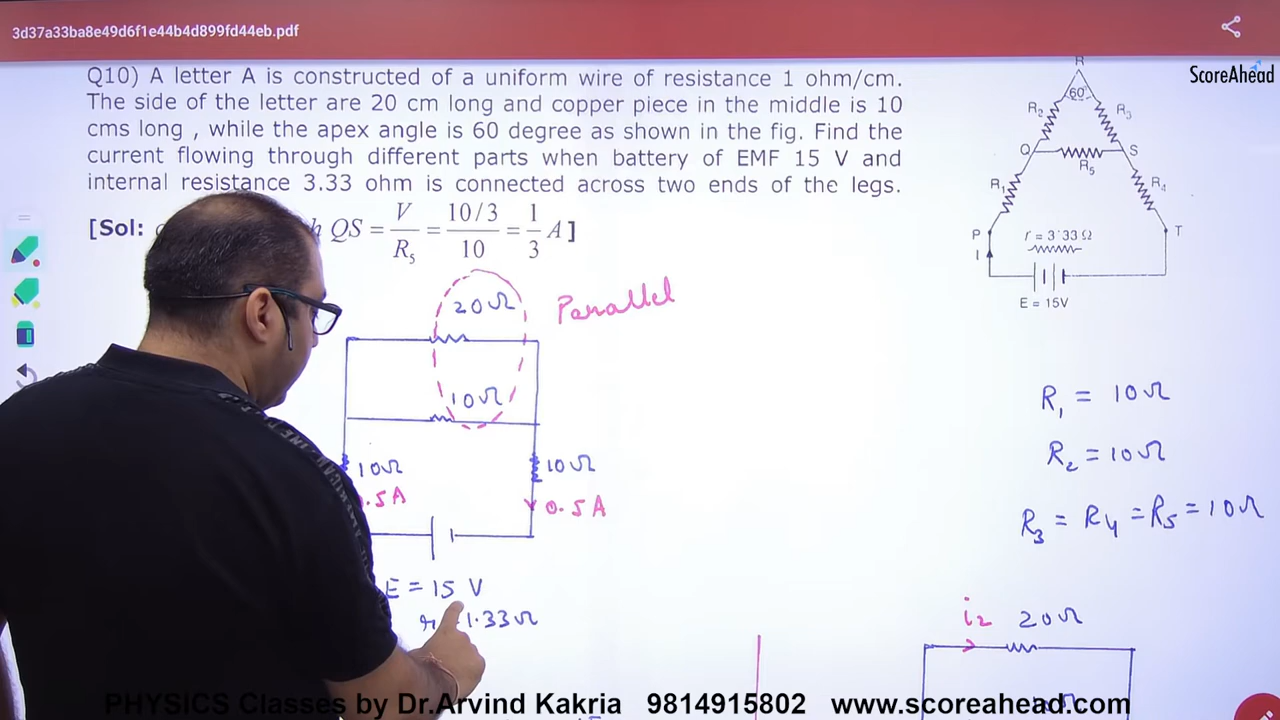 3d37a33ba8e49d6f1e44b4d899fd44eb.pdf
ScoreAhead
Q10) A letter A is constructed of a uniform wire of resistance 1 ohm/cm.
The side of the letter are 20 cm long and copper piece in the middle is 10
cms long , while the apex angle is 60 degree as shown in the fig. Find the
current flowing through different parts when battery of EMF 15 V and
internal resistance 3.33 ohm is connected across two ends of the legs.
[Sol: QS = V/R₅ = 10/3/10 = 1/3 A ]
R
60°
R₂ R₃
Q S
R₅
R₁ R₄
P T
r = 3·33 Ω
I
E = 15V
20Ω
Parallel
10Ω
10Ω 10Ω
.5A 0.5 A
E = 15 V
1.33Ω
R₁ = 10Ω
R₂ = 10Ω
R₃ = R₄ = R₅ = 10Ω
i₂ 20Ω
PHYSICS Classes by Dr.Arvind Kakria 9814915802 www.scoreahead.com